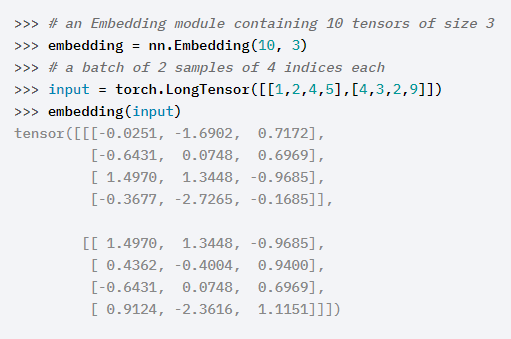 >>> # an Embedding module containing 10 tensors of size 3
>>> embedding = nn.Embedding(10, 3)
>>> # a batch of 2 samples of 4 indices each
>>> input = torch.LongTensor([[1,2,4,5],[4,3,2,9]])
>>> embedding(input)
tensor([[[-0.0251, -1.6902,  0.7172],
         [-0.6431,  0.0748,  0.6969],
         [ 1.4970,  1.3448, -0.9685],
         [-0.3677, -2.7265, -0.1685]],
        [[ 1.4970,  1.3448, -0.9685],
         [ 0.4362, -0.4004,  0.9400],
         [-0.6431,  0.0748,  0.6969],
         [ 0.9124, -2.3616,  1.1151]]])